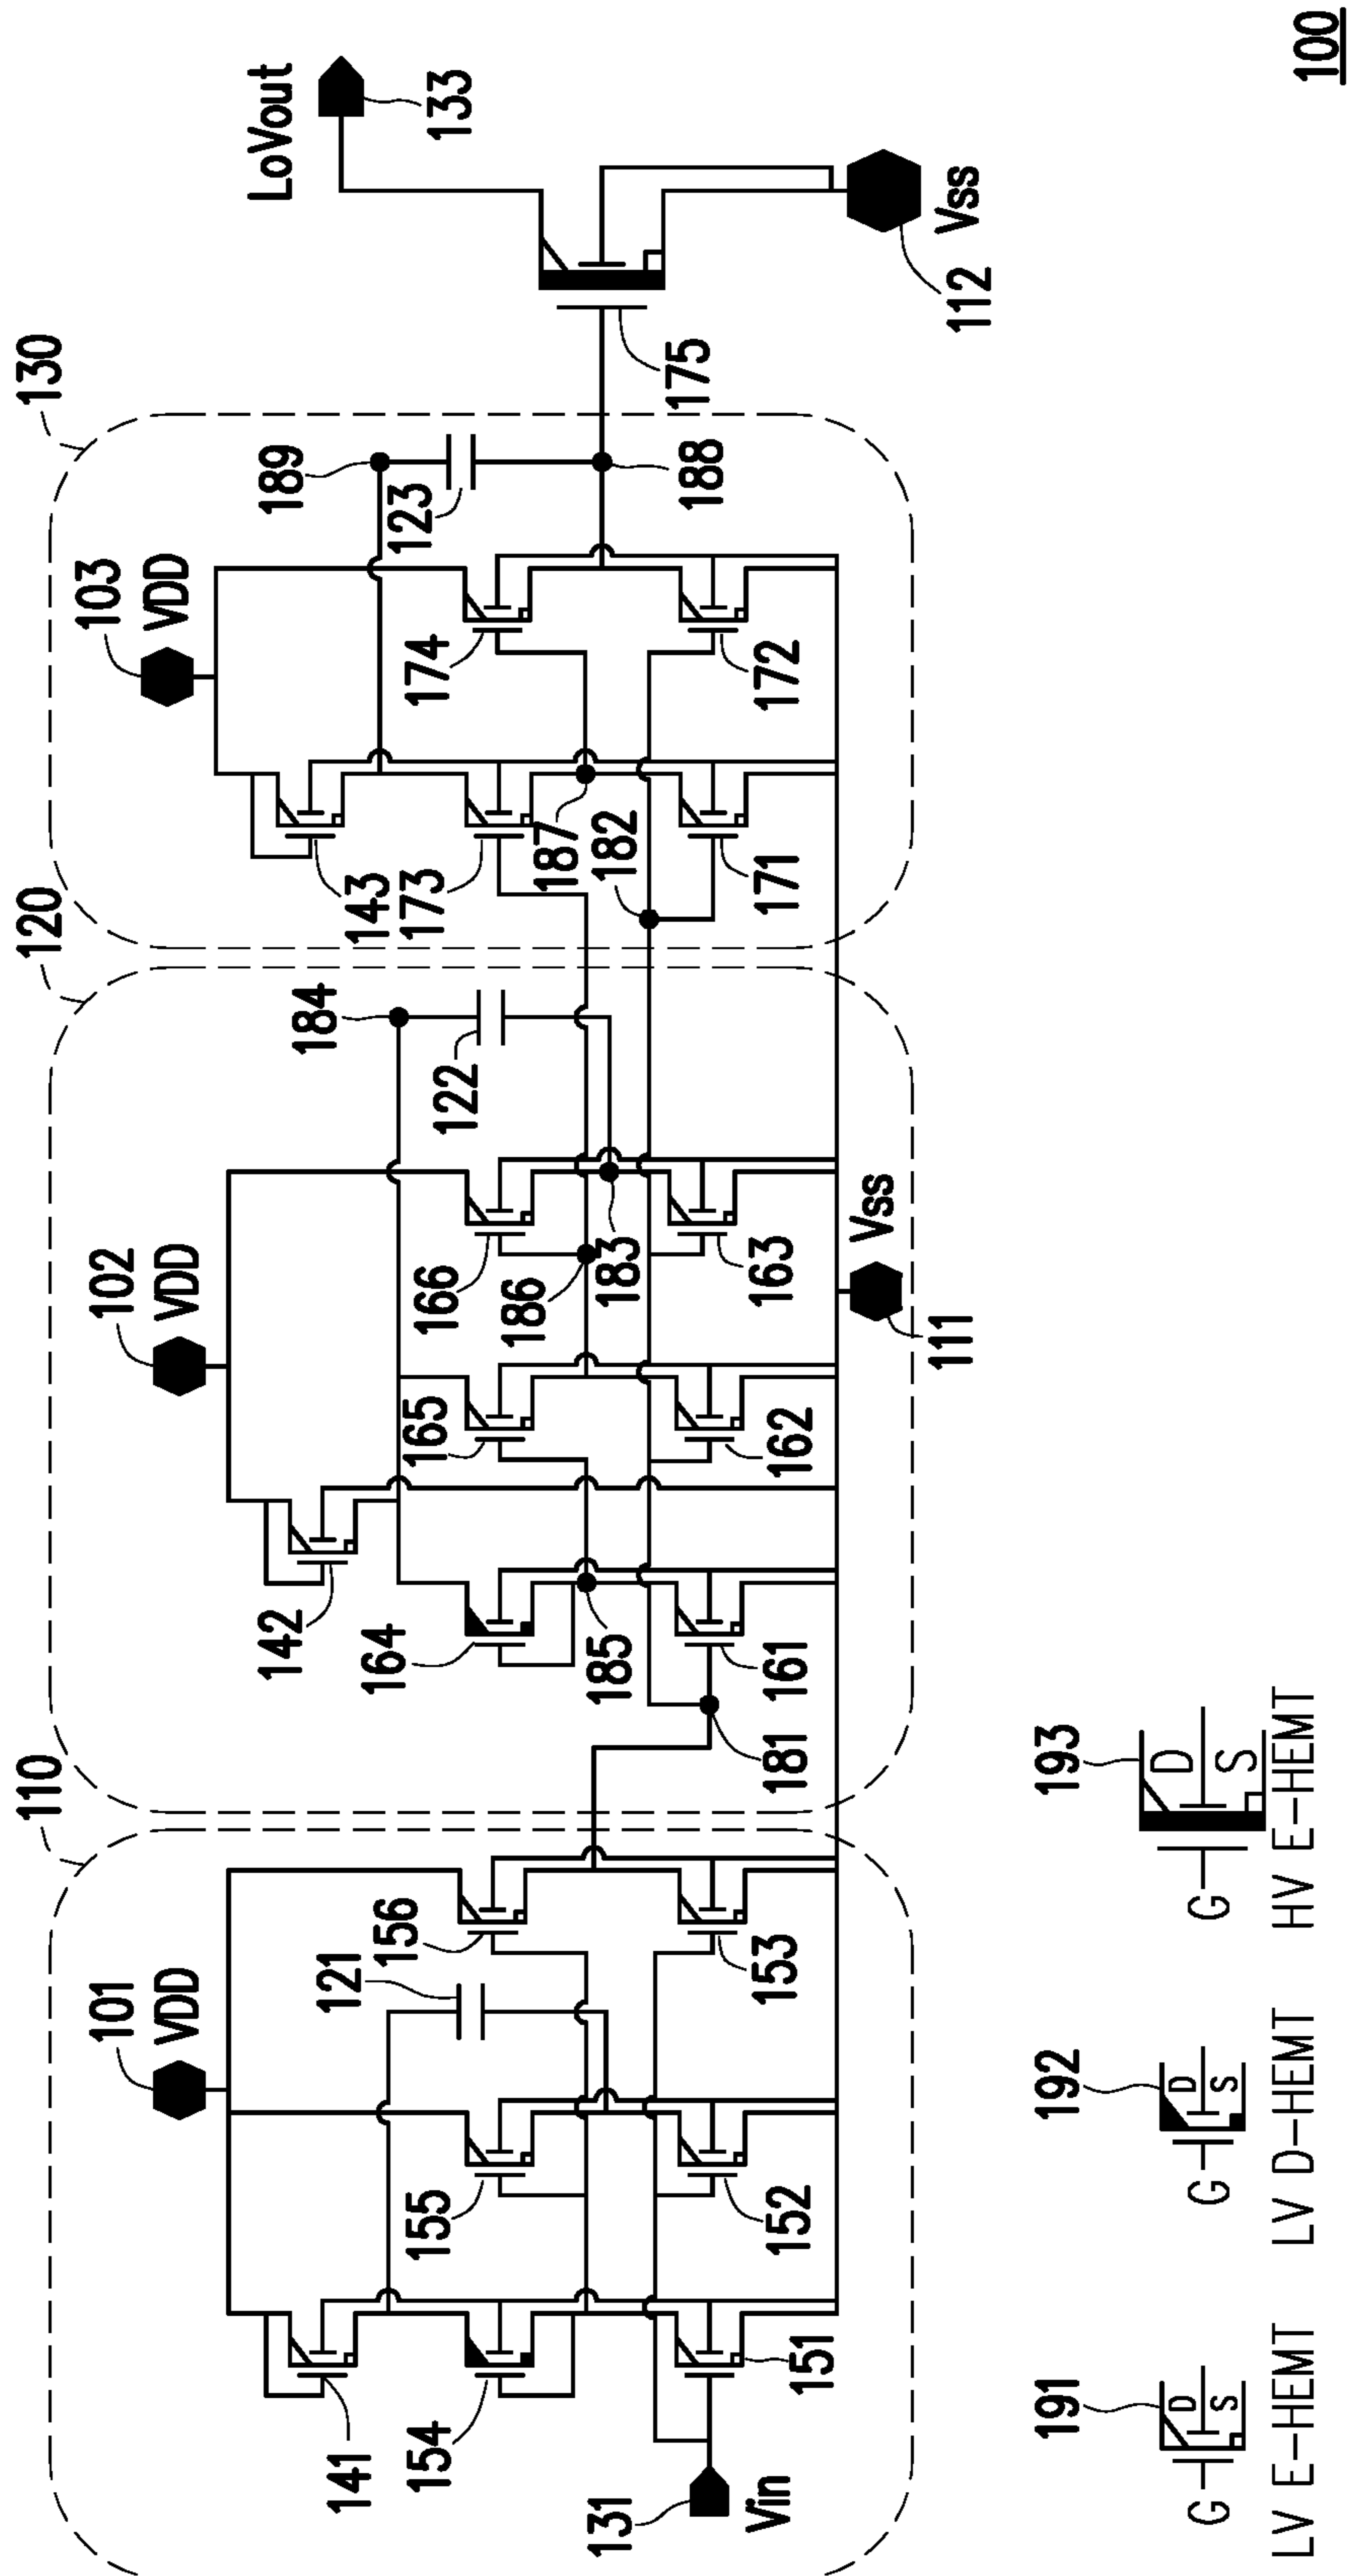 100
110
120
130
101
VDD
102
VDD
103
VDD
141
154
155
121
156
142
164
165
166
184
122
143
173
174
189
123
LoVout
133
131
Vin
151
152
153
181
185
161
162
186
183
163
187
182
171
172
188
175
111
Vss
112
Vss
191
G
D
S
LV E-HEMT
192
G
D
S
LV D-HEMT
193
G
D
S
HV E-HEMT